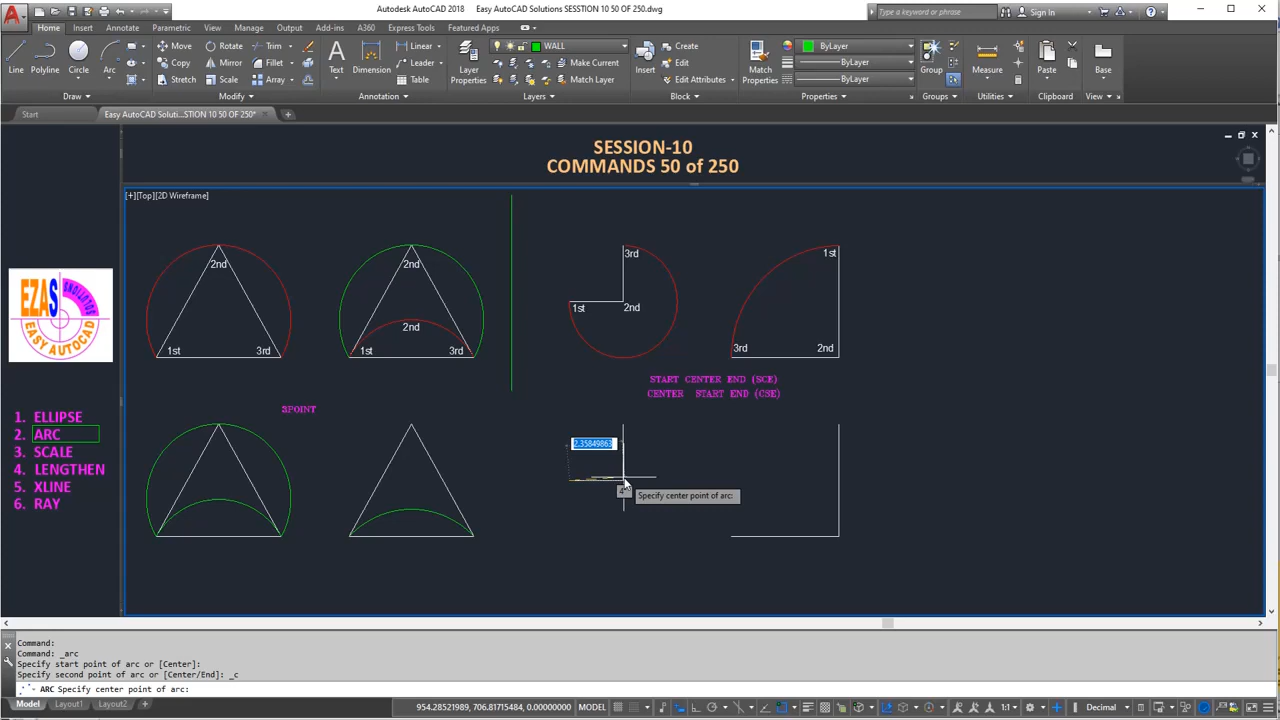 Autodesk AutoCAD 2018 Easy AutoCAD Solutions SESSTION 10 50 OF 250.dwg
Type a keyword or phrase
Sign In
Home Insert Annotate Parametric View Manage Output Add-ins A360 Express Tools Featured Apps
Line
Polyline
Circle
Arc
Move
Rotate
Trim
Copy
Mirror
Fillet
Stretch
Scale
Array
Text
Dimension
Linear
Leader
Table
Layer
Properties
WALL
Make Current
Match Layer
Insert
Create
Edit
Edit Attributes
Match
Properties
ByLayer
ByLayer
ByLayer
Group
Measure
Paste
Base
Draw
Modify
Annotation
Layers
Block
Properties
Groups
Utilities
Clipboard
View
Start
Easy AutoCAD Soluti...STION 10 50 OF 250*
SESSION-10
COMMANDS 50 of 250
[+][Top][2D Wireframe]
2nd
1st
3rd
2nd
2nd
1st
3rd
3rd
1st
2nd
1st
3rd
2nd
EZAS
SOLUTIONS
EASY AUTOCAD
START CENTER END (SCE)
CENTER START END (CSE)
3POINT
1. ELLIPSE
2. ARC
3. SCALE
4. LENGTHEN
5. XLINE
6. RAY
2.35849863
Specify center point of arc:
Command:
Command: _arc
Specify start point of arc or [Center]:
Specify second point of arc or [Center/End]: _c
ARC Specify center point of arc:
Model Layout1 Layout2
954.28521989, 706.81715484, 0.00000000 MODEL
1:1
Decimal